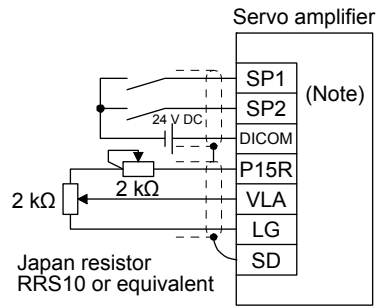 Servo amplifier
SP1
(Note)
SP2
24 V DC
DICOM
P15R
2 kΩ
2 kΩ
VLA
LG
SD
Japan resistor
RRS10 or equivalent